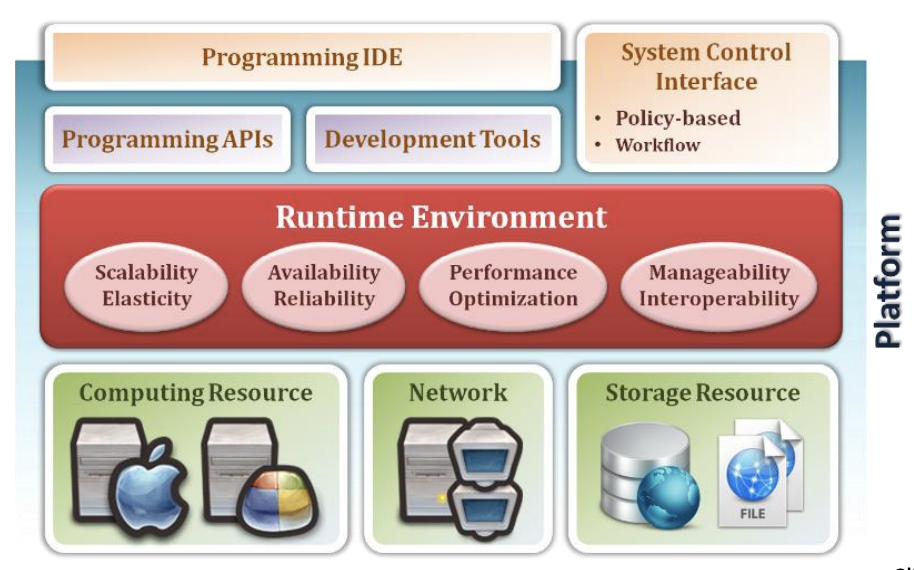 Programming IDE
System Control
Interface
• Policy-based
• Workflow
Programming APIs
Development Tools
Runtime Environment
Scalability
Elasticity
Availability
Reliability
Performance
Optimization
Manageability
Interoperability
Platform
Computing Resource
Network
Storage Resource
FILE